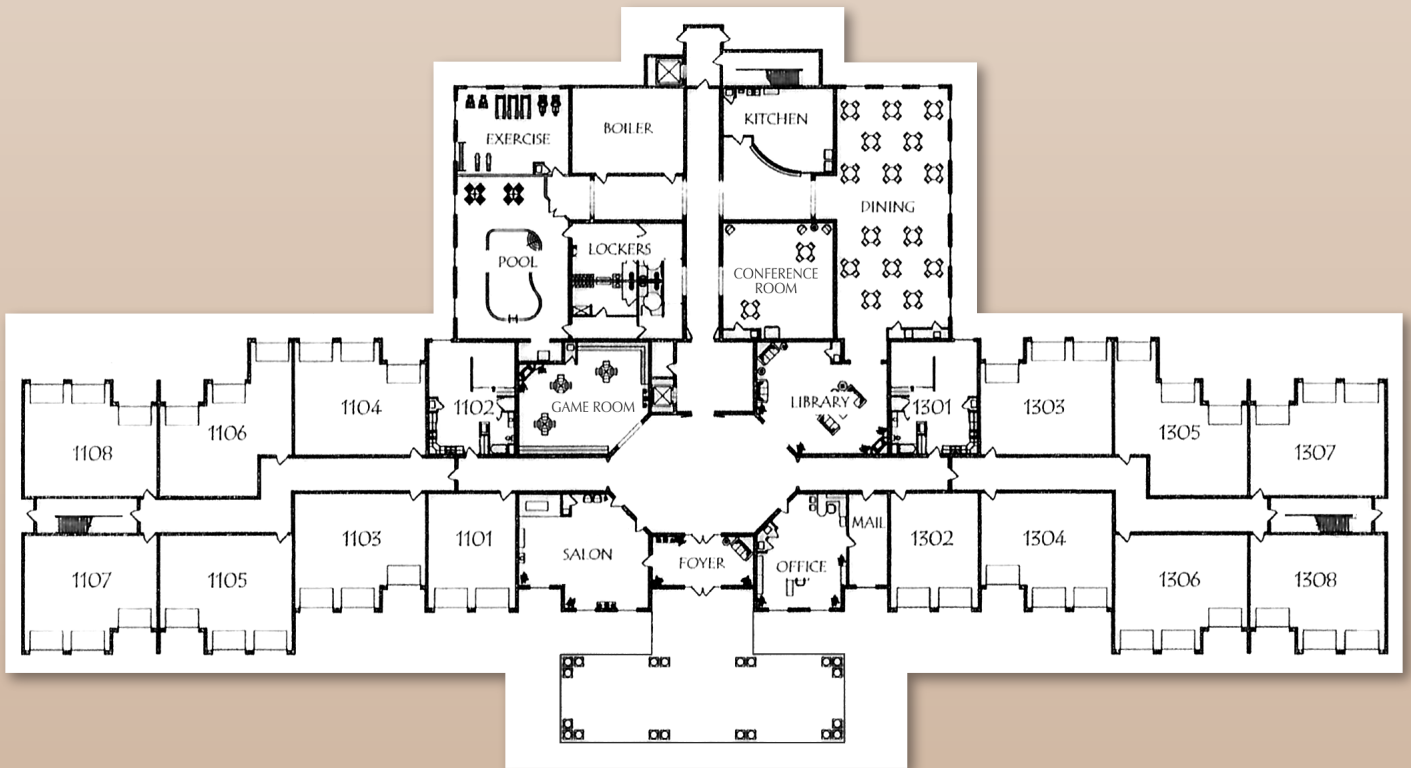 EXERCISE
BOILER
KITCHEN
DINING
POOL
LOCKERS
CONFERENCE
ROOM
1108
1106
1104
1102
GAME ROOM
LIBRARY
1301
1303
1305
1307
1107
1105
1103
1101
SALON
FOYER
OFFICE
MAIL
1302
1304
1306
1308